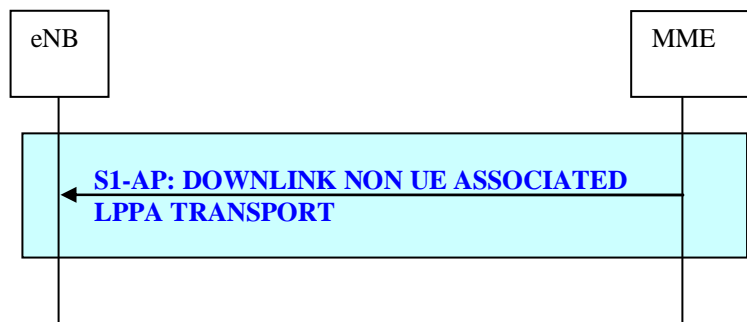 eNB
MME
S1-AP: DOWNLINK NON UE ASSOCIATED
LPPA TRANSPORT